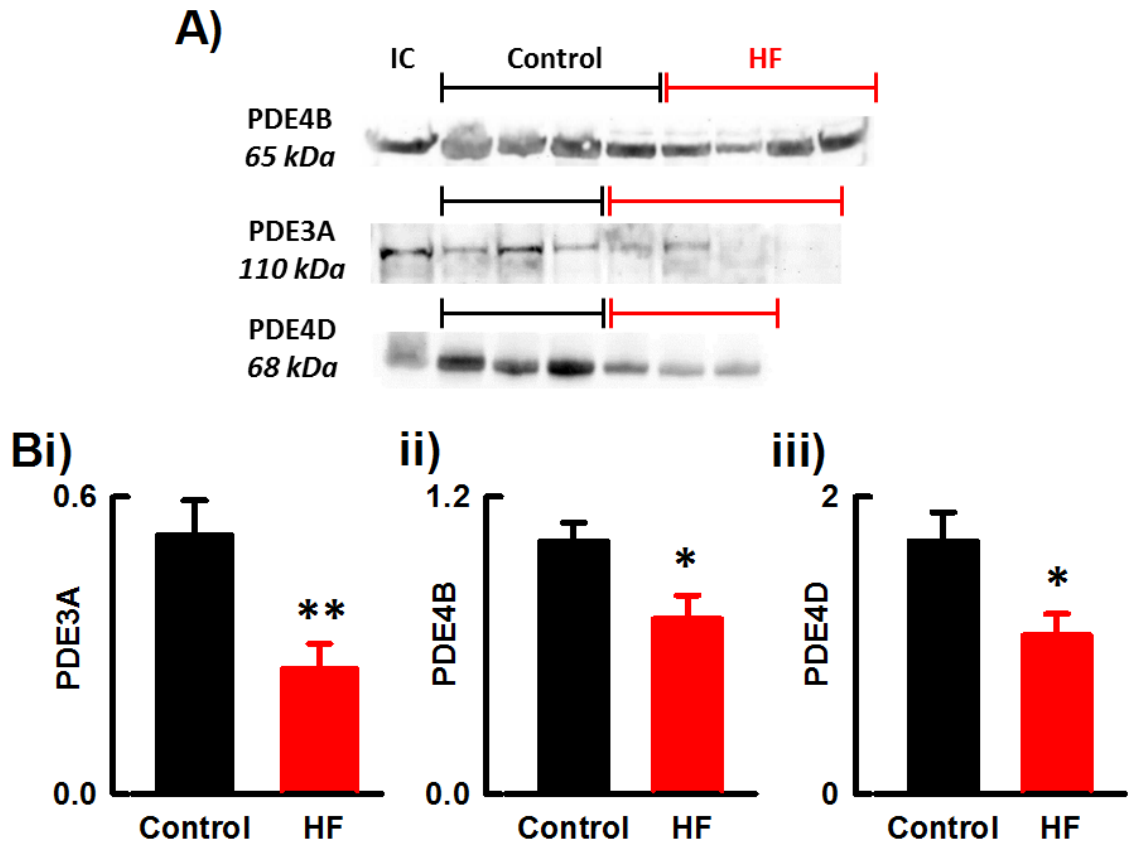 A)
IC Control HF
PDE4B
65 kDa
PDE3A
110 kDa
PDE4D
68 kDa
Bi) ii) iii)
0.6 1.2 2
PDE3A ** PDE4B * PDE4D *
0.0 0.0 0
Control HF Control HF Control HF